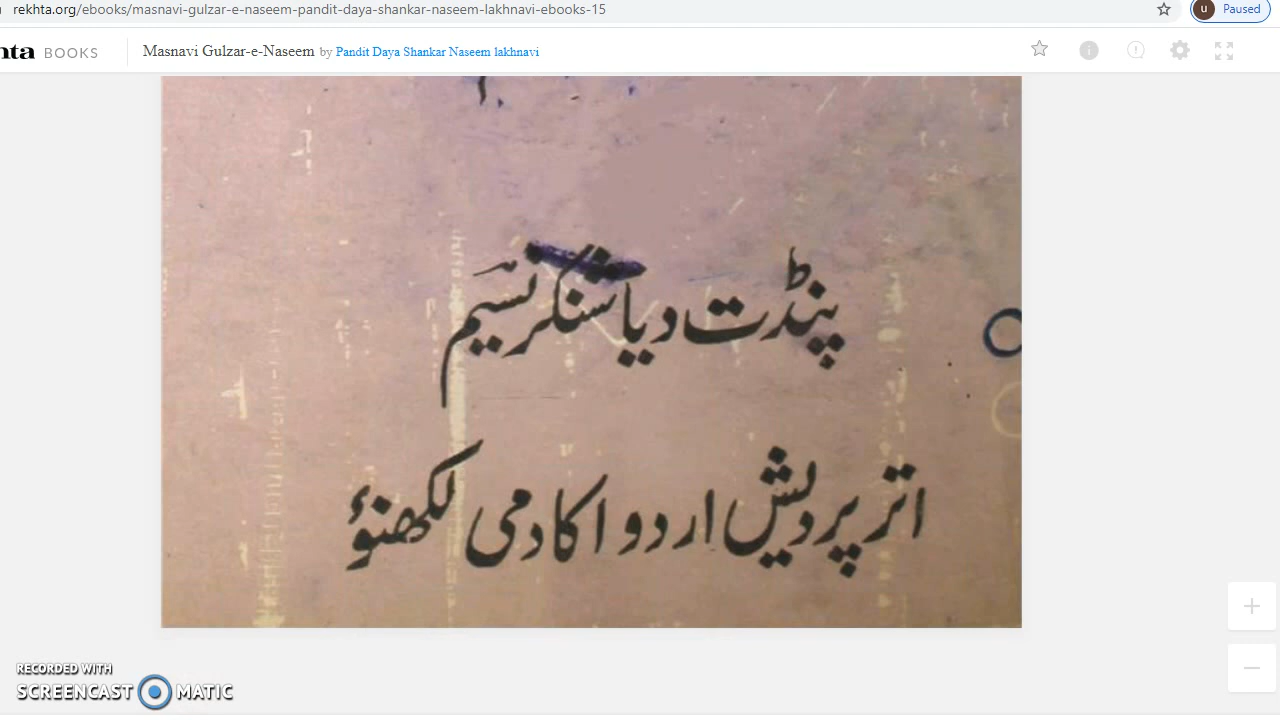 rekhta.org/ebooks/masnavi-gulzar-e-naseem-pandit-daya-shankar-naseem-lakhnavi-ebooks-15
u Paused
hta BOOKS
Masnavi Gulzar-e-Naseem by Pandit Daya Shankar Naseem lakhnavi
پنڈت دیا شنکر نسیم
اتر پردیش اردو اکادمی لکھنؤ
RECORDED WITH
SCREENCAST MATIC